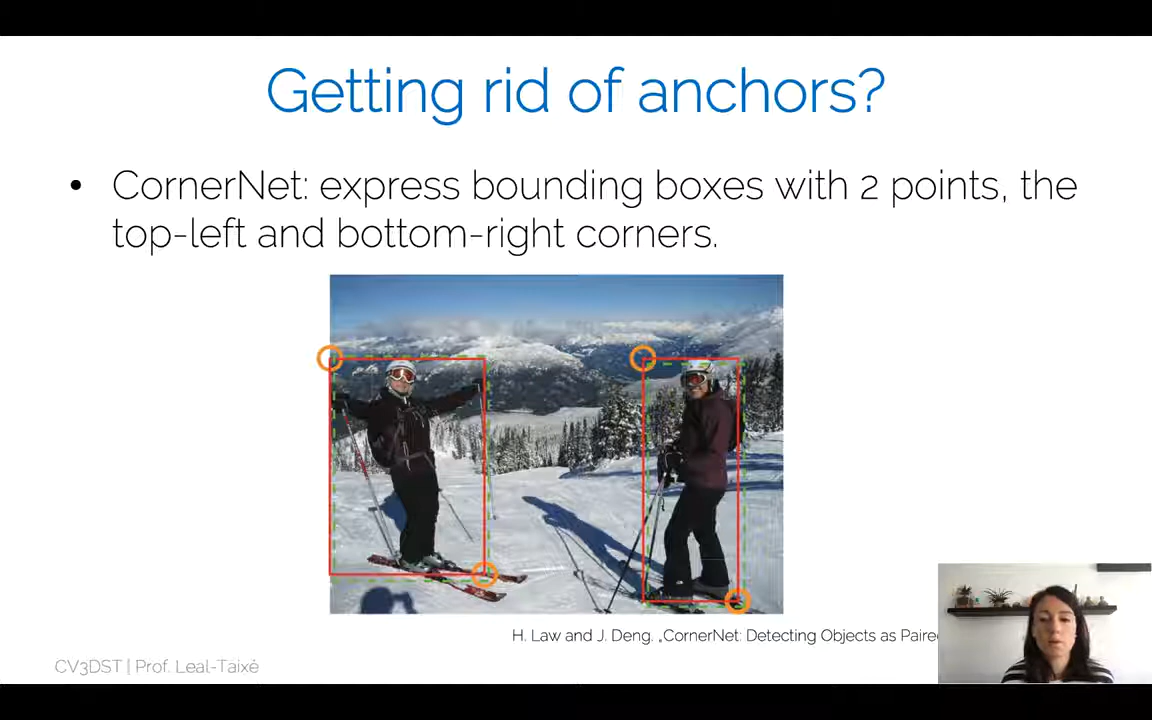 Getting rid of anchors?
• CornerNet: express bounding boxes with 2 points, the
top-left and bottom-right corners.
H. Law and J. Deng. „CornerNet: Detecting Objects as
CV3DST | Prof. Leal-Taixé